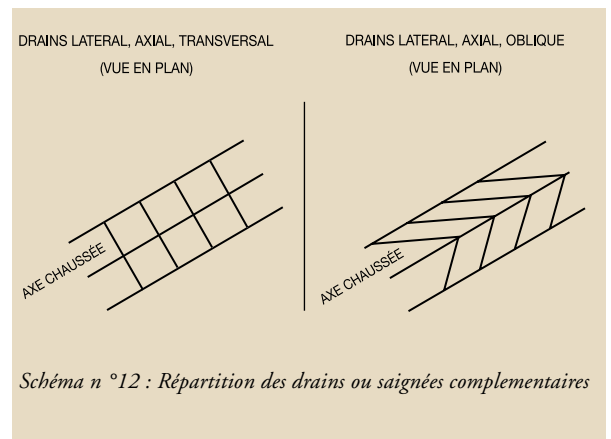 DRAINS LATERAL, AXIAL, TRANSVERSAL
(VUE EN PLAN)
AXE CHAUSSÉE
DRAINS LATERAL, AXIAL, OBLIQUE
(VUE EN PLAN)
AXE CHAUSSÉE
Schéma n °12 : Répartition des drains ou saignées complementaires